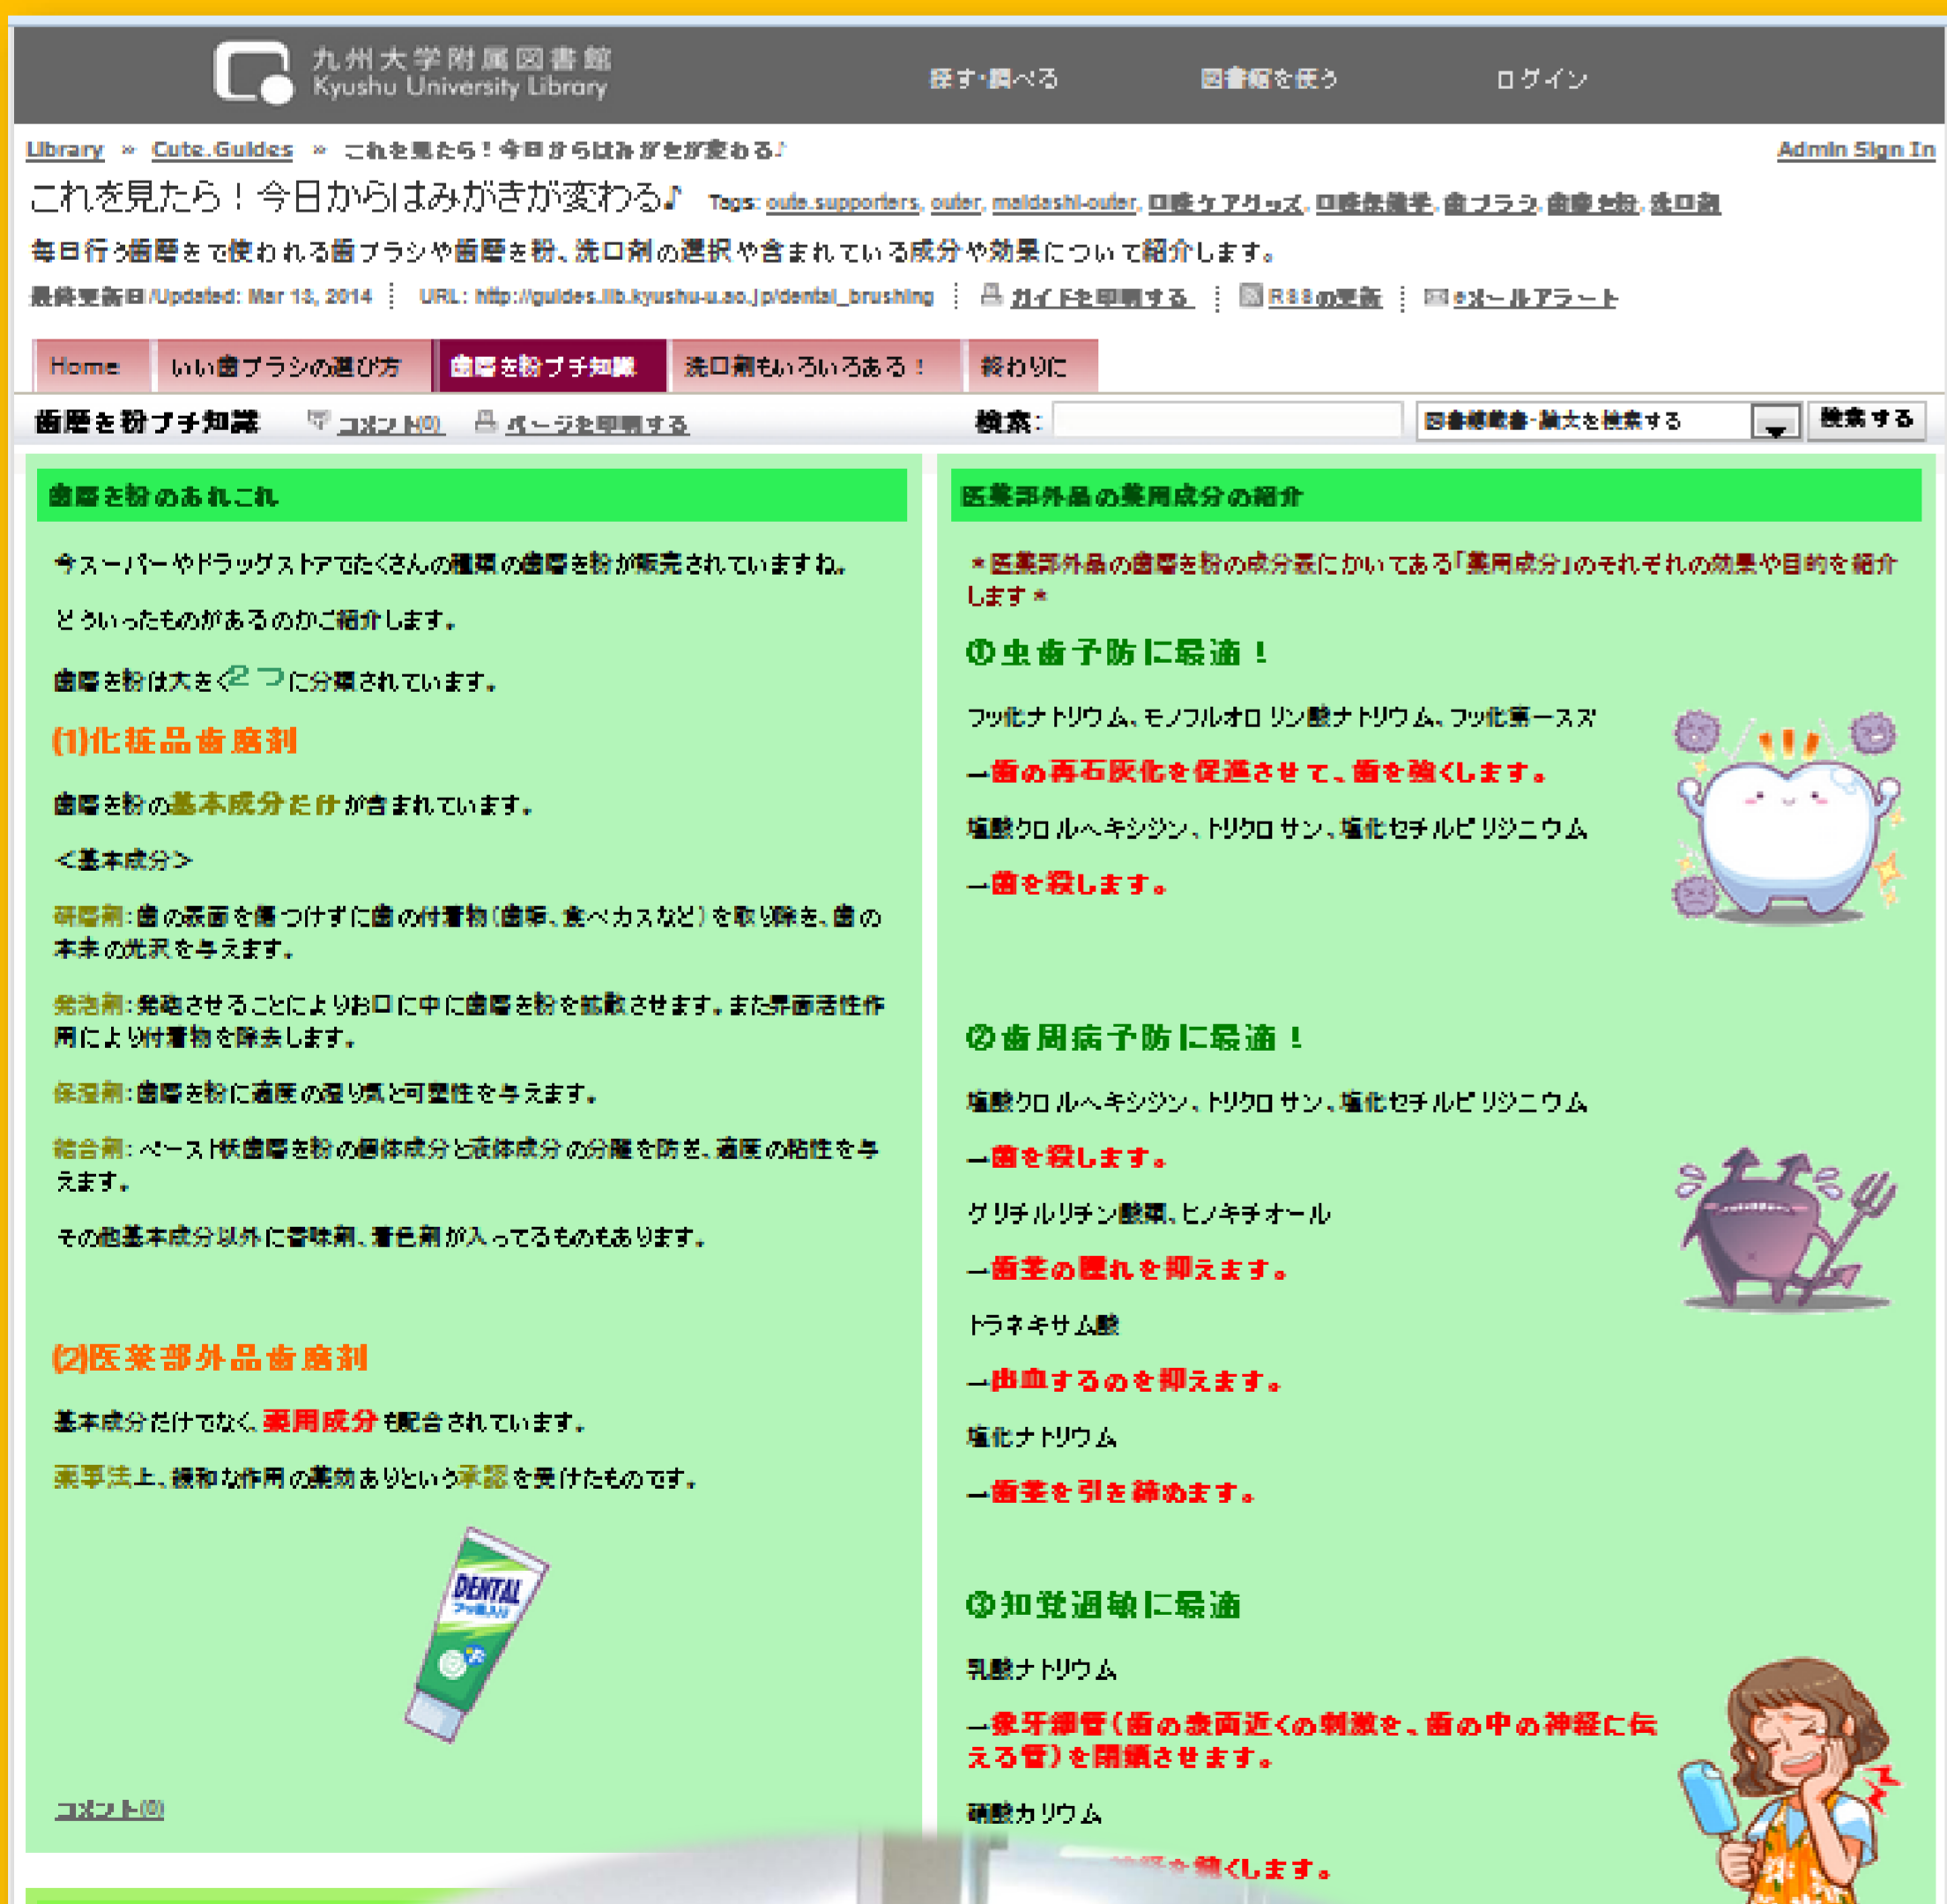 九州大学附属図書館
Kyushu University Library
探す・調べる 図書館を使う ログイン
Library » Cute.Guides » これを見たら！今日からはみがきが変わる♪
Admin Sign In
これを見たら！今日からはみがきが変わる♪ Tags: cute.supporters, cuter, maidashi-cuter, 口腔ケアグッズ, 口腔保健学, 歯ブラシ, 歯磨き粉, 洗口剤
毎日行う歯磨きで使われる歯ブラシや歯磨き粉、洗口剤の選択や含まれている成分や効果について紹介します。
最終更新日/Updated: Mar 13, 2014 URL: http://guides.lib.kyushu-u.ac.jp/dental_brushing ガイドを印刷する RSSの更新 eメールアラート
Home いい歯ブラシの選び方 歯磨き粉プチ知識 洗口剤もいろいろある！ 終わりに
歯磨き粉プチ知識 コメント(0) ページを印刷する 検索: 図書館蔵書・論文を検索する 検索する
歯磨き粉のあれこれ
今スーパーやドラッグストアでたくさんの種類の歯磨き粉が販売されていますね。
どういったものがあるのかご紹介します。
歯磨き粉は大きく２つに分類されています。
(1)化粧品歯磨剤
歯磨き粉の基本成分だけが含まれています。
＜基本成分＞
研磨剤：歯の表面を傷つけずに歯の付着物（歯垢、食べカスなど）を取り除き、歯の
本来の光沢を与えます。
発泡剤：発砲させることによりお口に中に歯磨き粉を拡散させます。また界面活性作
用により付着物を除去します。
保湿剤：歯磨き粉に適度の湿り気と可塑性を与えます。
結合剤：ペースト状歯磨き粉の個体成分と液体成分の分離を防ぎ、適度の粘性を与
えます。
その他基本成分以外に香味剤、着色剤が入ってるものもあります。
(2)医薬部外品歯磨剤
基本成分だけでなく、薬用成分も配合されています。
薬事法上、緩和な作用の薬効ありという承認を受けたものです。
DENTAL
コメント(0)
医薬部外品の薬用成分の紹介
＊医薬部外品の歯磨き粉の成分表にかいてある「薬用成分」のそれぞれの効果や目的を紹介
します＊
①虫歯予防に最適！
フッ化ナトリウム、モノフルオロリン酸ナトリウム、フッ化第一スズ
→歯の再石灰化を促進させて、歯を強くします。
塩酸クロルヘキシジン、トリクロサン、塩化セチルピリジニウム
→菌を殺します。
②歯周病予防に最適！
塩酸クロルヘキシジン、トリクロサン、塩化セチルピリジニウム
→菌を殺します。
グリチルリチン酸類、ヒノキチオール
→歯茎の腫れを抑えます。
トラネキサム酸
→出血するのを抑えます。
塩化ナトリウム
→歯茎を引き締めます。
③知覚過敏に最適
乳酸ナトリウム
→象牙細管（歯の表面近くの刺激を、歯の中の神経に伝
える管）を閉鎖させます。
硝酸カリウム
くします。